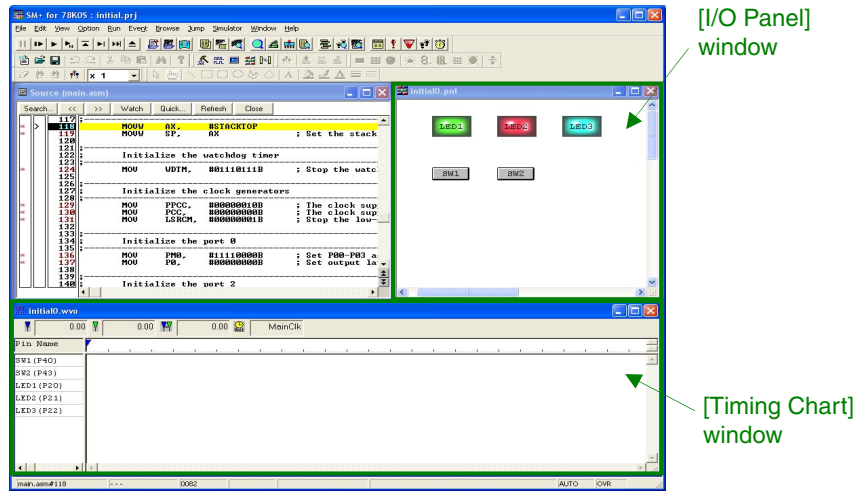 SM+ for 78K0S : initial.prj
File Edit View Option Run Event Browse Jump Simulator Window Help
x 1
Source (main.asm)
Search... << >> Watch Quick... Refresh Close
117 ;
* > 118 MOVW AX, #STACKTOP
* 119 MOVW SP, AX ; Set the stack
120
121 ;
122 ; Initialize the watchdog timer
123 ;
* 124 MOV WDTM, #01110111B ; Stop the watc
125
126 ;
127 ; Initialize the clock generators
128 ;
* 129 MOV PPCC, #00000010B ; The clock sup
* 130 MOV PCC, #00000000B ; The clock sup
* 131 MOV LSRCM, #00000001B ; Stop the low-
132
133 ;
134 ; Initialize the port 0
135 ;
* 136 MOV PM0, #11110000B ; Set P00-P03 a
* 137 MOV P0, #00000000B ; Set output la
138
139 ;
140 ; Initialize the port 2
initial0.pnl
LED1 LED2 LED3
SW1 SW2
[I/O Panel]
window
initial0.wvo
0.00 0.00 0.00 MainClk
Pin Name
SW1(P40)
SW2(P43)
LED1(P20)
LED2(P21)
LED3(P22)
[Timing Chart]
window
main.asm#118 --- 0082 AUTO OVR